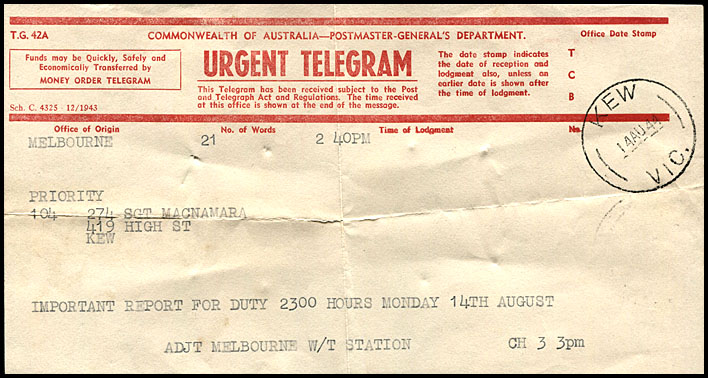 T.G. 42A
COMMONWEALTH OF AUSTRALIA—POSTMASTER-GENERAL'S DEPARTMENT.
Office Date Stamp
Funds may be Quickly, Safely and
Economically Transferred by
MONEY ORDER TELEGRAM
Sch. C. 4325 · 12/1943
URGENT TELEGRAM
This Telegram has been received subject to the Post
and Telegraph Act and Regulations. The time received
at this office is shown at the end of the message.
The date stamp indicates
the date of reception and
lodgment also, unless an
earlier date is shown after
the time of lodgment.
T
C
B
KEW
14AU44
VIC.
Office of Origin No. of Words Time of Lodgment No.
MELBOURNE 21 2 40PM
PRIORITY
104 274 SGT MACNAMARA
419 HIGH ST
KEW
IMPORTANT REPORT FOR DUTY 2300 HOURS MONDAY 14TH AUGUST
ADJT MELBOURNE W/T STATION CH 3 3pm